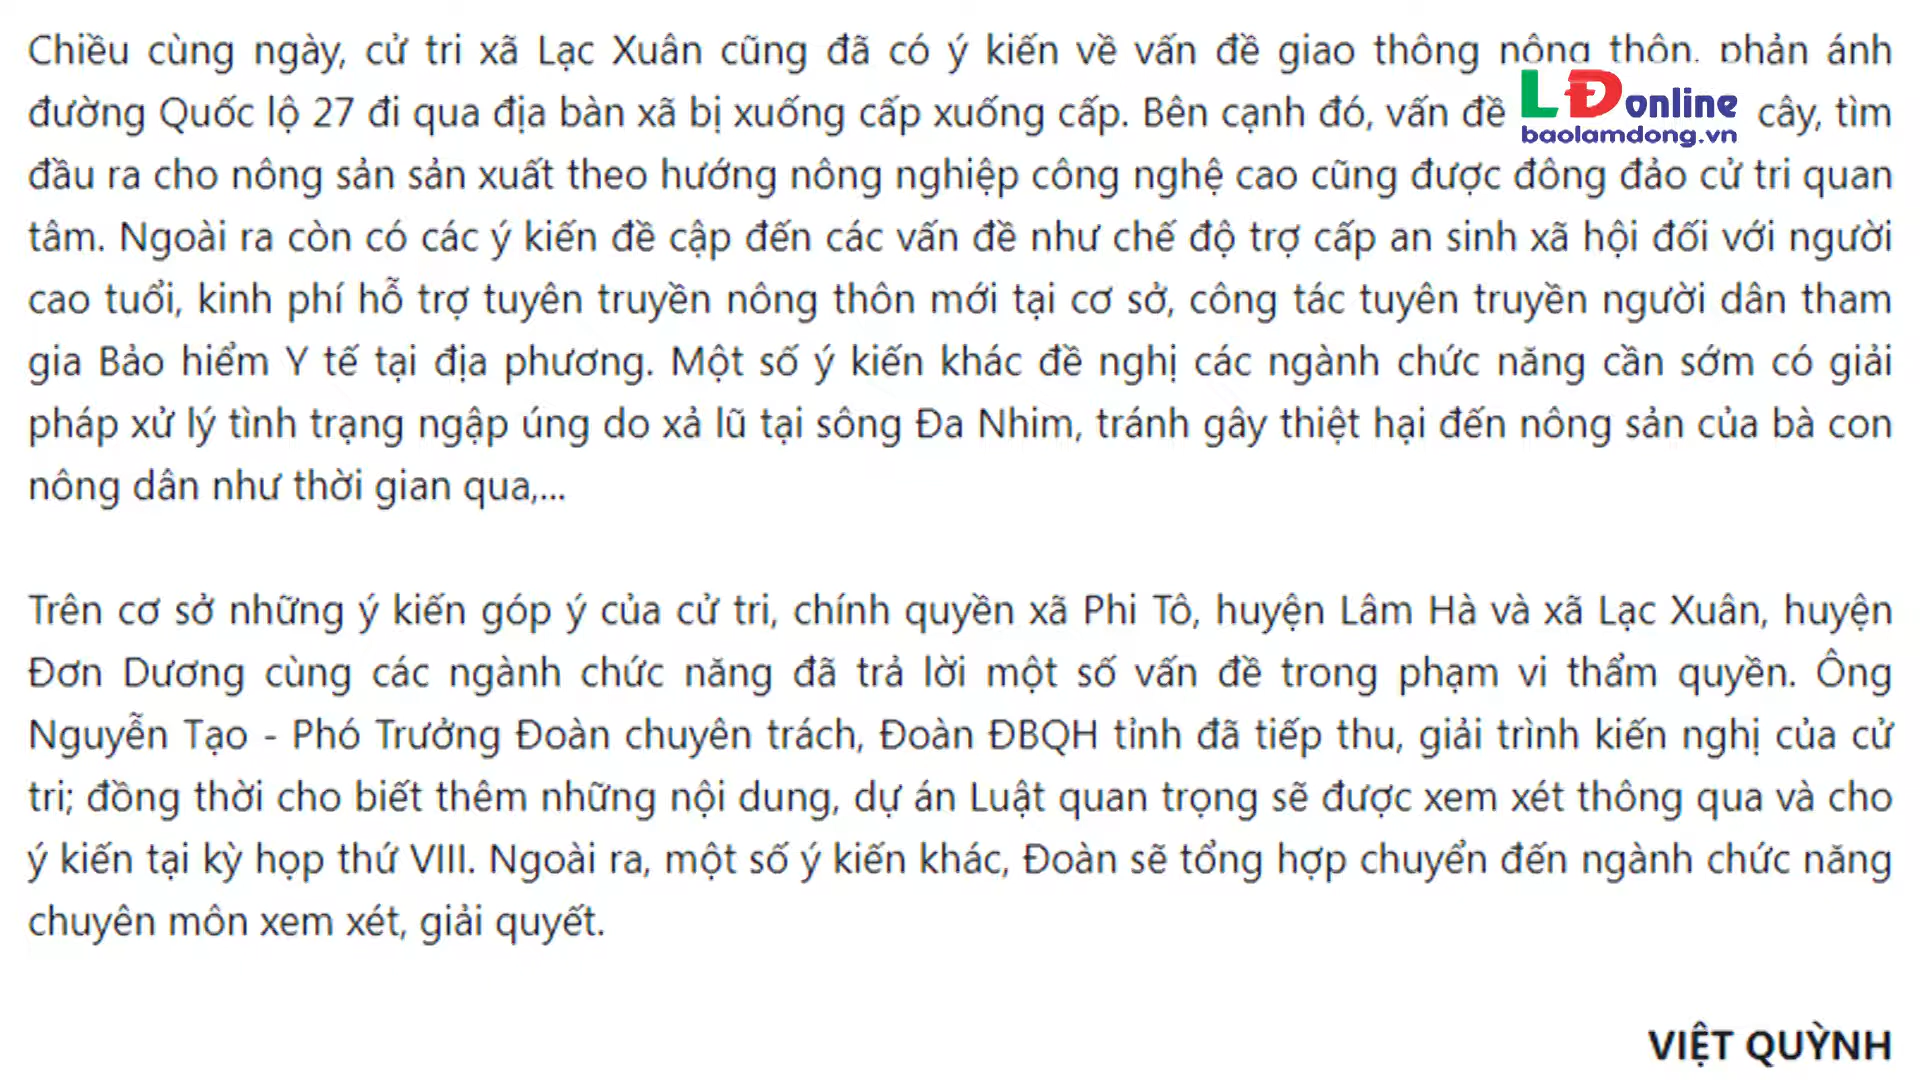 Chiều cùng ngày, cử tri xã Lạc Xuân cũng đã có ý kiến về vấn đề giao thông nông thôn, phản ánh
đường Quốc lộ 27 đi qua địa bàn xã bị xuống cấp xuống cấp. Bên cạnh đó, vấn đề cây, tìm
LĐ online
baolamdong.vn
đầu ra cho nông sản sản xuất theo hướng nông nghiệp công nghệ cao cũng được đông đảo cử tri quan
tâm. Ngoài ra còn có các ý kiến đề cập đến các vấn đề như chế độ trợ cấp an sinh xã hội đối với người
cao tuổi, kinh phí hỗ trợ tuyên truyền nông thôn mới tại cơ sở, công tác tuyên truyền người dân tham
gia Bảo hiểm Y tế tại địa phương. Một số ý kiến khác đề nghị các ngành chức năng cần sớm có giải
pháp xử lý tình trạng ngập úng do xả lũ tại sông Đa Nhim, tránh gây thiệt hại đến nông sản của bà con
nông dân như thời gian qua,...
Trên cơ sở những ý kiến góp ý của cử tri, chính quyền xã Phi Tô, huyện Lâm Hà và xã Lạc Xuân, huyện
Đơn Dương cùng các ngành chức năng đã trả lời một số vấn đề trong phạm vi thẩm quyền. Ông
Nguyễn Tạo - Phó Trưởng Đoàn chuyên trách, Đoàn ĐBQH tỉnh đã tiếp thu, giải trình kiến nghị của cử
tri; đồng thời cho biết thêm những nội dung, dự án Luật quan trọng sẽ được xem xét thông qua và cho
ý kiến tại kỳ họp thứ VIII. Ngoài ra, một số ý kiến khác, Đoàn sẽ tổng hợp chuyển đến ngành chức năng
chuyên môn xem xét, giải quyết.
VIỆT QUỲNH